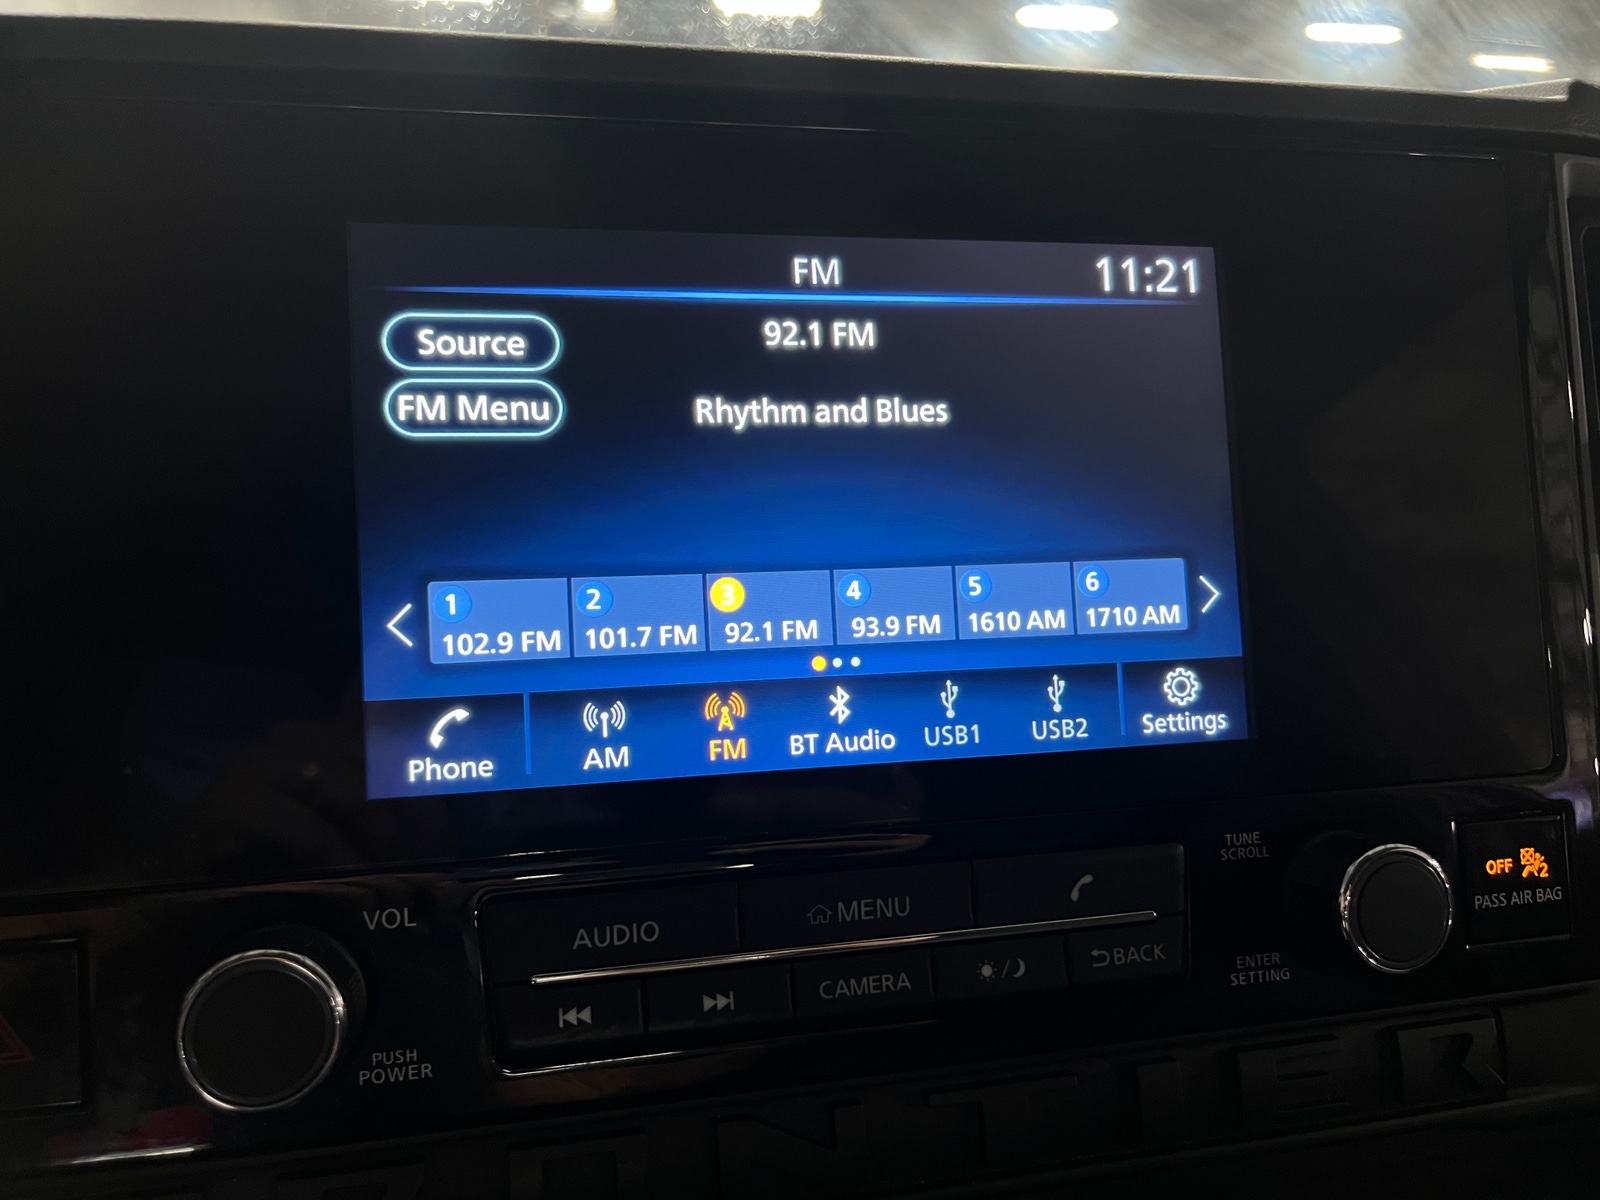 FM
11:21
Source
92.1 FM
FM Menu
Rhythm and Blues
1
2
3
4
5
6
102.9 FM
101.7 FM
92.1 FM
93.9 FM
1610 AM
1710 AM
Phone
AM
FM
BT Audio
USB1
USB2
Settings
VOL
PUSH
POWER
AUDIO
MENU
CAMERA
BACK
TUNE
SCROLL
ENTER
SETTING
OFF
2
PASS AIR BAG
RONTIER